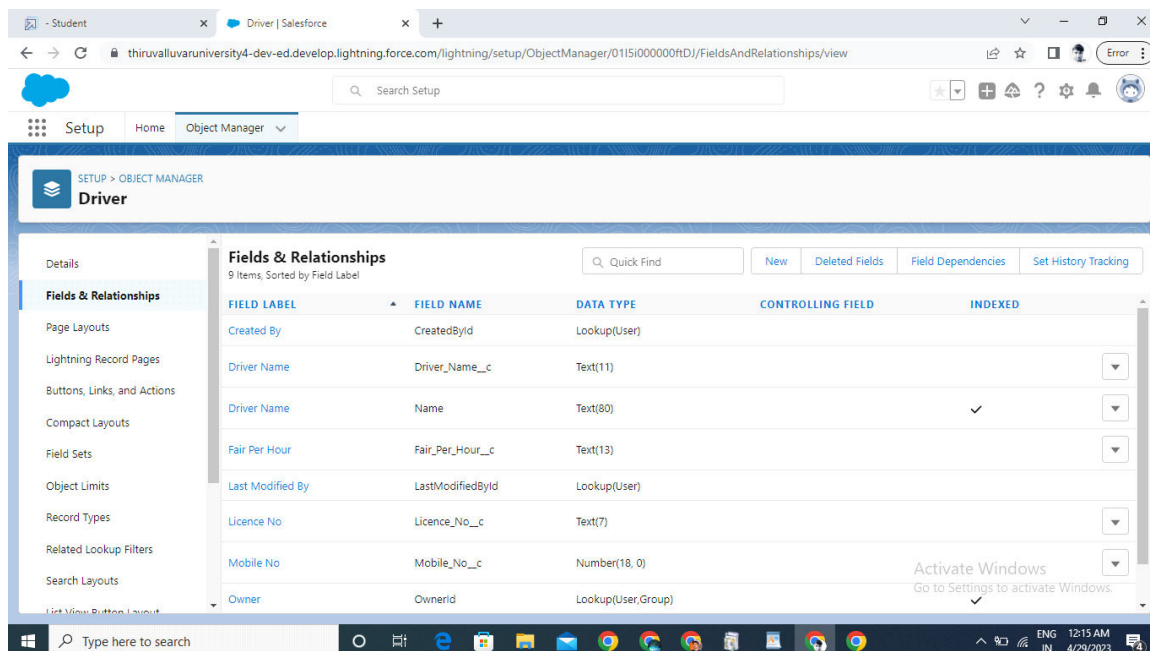 - Student
Driver | Salesforce
thiruvalluvaruniversity4-dev-ed.develop.lightning.force.com/lightning/setup/ObjectManager/01I5i000000ftDJ/FieldsAndRelationships/view
Error
Search Setup
Setup Home Object Manager
SETUP > OBJECT MANAGER
Driver
Details
Fields & Relationships
Page Layouts
Lightning Record Pages
Buttons, Links, and Actions
Compact Layouts
Field Sets
Object Limits
Record Types
Related Lookup Filters
Search Layouts
List View Button Layout
Fields & Relationships
9 Items, Sorted by Field Label
Quick Find New Deleted Fields Field Dependencies Set History Tracking
FIELD LABEL FIELD NAME DATA TYPE CONTROLLING FIELD INDEXED
Created By CreatedById Lookup(User)
Driver Name Driver_Name__c Text(11)
Driver Name Name Text(80)
Fair Per Hour Fair_Per_Hour__c Text(13)
Last Modified By LastModifiedById Lookup(User)
Licence No Licence_No__c Text(7)
Mobile No Mobile_No__c Number(18, 0)
Owner OwnerId Lookup(User,Group)
Activate Windows
Go to Settings to activate Windows.
Type here to search
ENG 12:15 AM
IN 4/29/2023